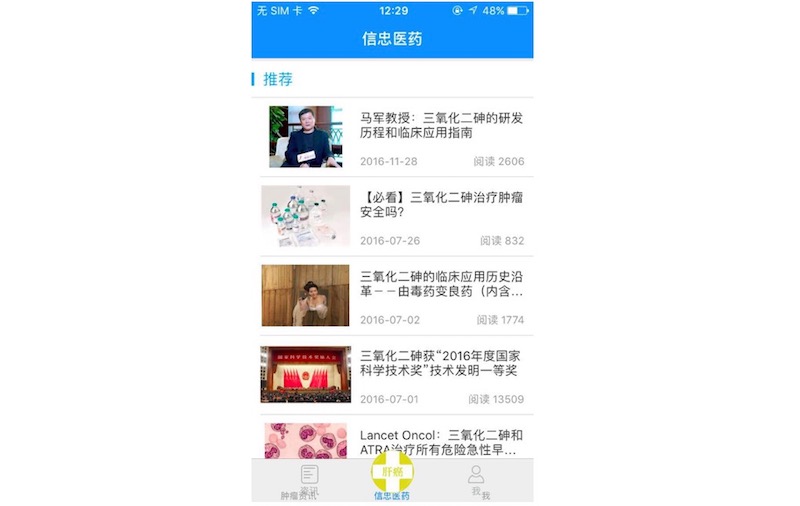 无 SIM 卡 12:29 48%
信忠医药
推荐
马军教授：三氧化二砷的研发
历程和临床应用指南
2016-11-28 阅读 2606
【必看】三氧化二砷治疗肿瘤
安全吗?
2016-07-26 阅读 832
三氧化二砷的临床应用历史沿
革－－由毒药变良药（内含...
2016-07-02 阅读 1774
三氧化二砷获“2016年度国家
科学技术奖”技术发明一等奖
2016-07-01 阅读 13509
Lancet Oncol：三氧化二砷和
ATRA治疗所有危险急性早...
肝癌
资讯 我
肿瘤资讯 信忠医药 我